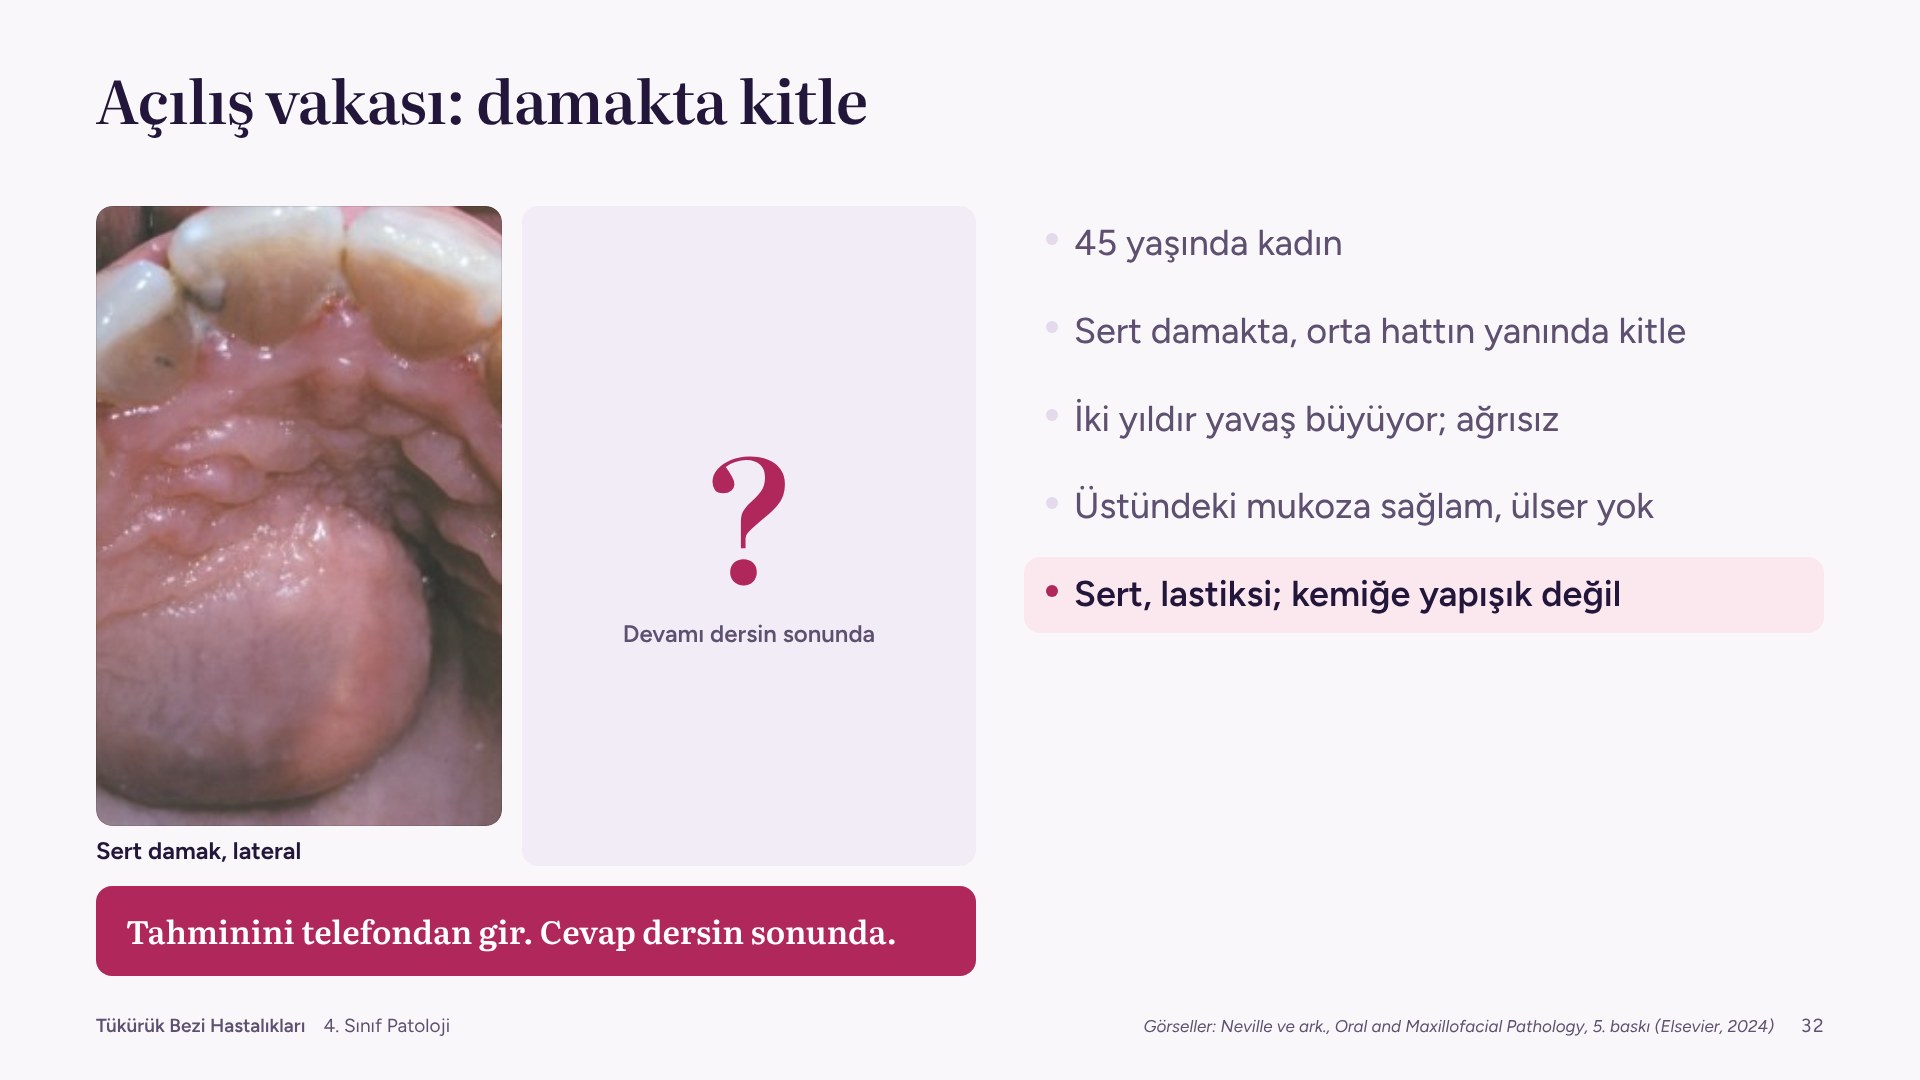 Açılış vakası: damakta kitle
?
Devamı dersin sonunda
Sert damak, lateral
Tahminini telefondan gir. Cevap dersin sonunda.
45 yaşında kadın
Sert damakta, orta hattın yanında kitle
İki yıldır yavaş büyüyor; ağrısız
Üstündeki mukoza sağlam, ülser yok
Sert, lastiksi; kemiğe yapışık değil
Tükürük Bezi Hastalıkları 4. Sınıf Patoloji
Görseller: Neville ve ark., Oral and Maxillofacial Pathology, 5. baskı (Elsevier, 2024) 32